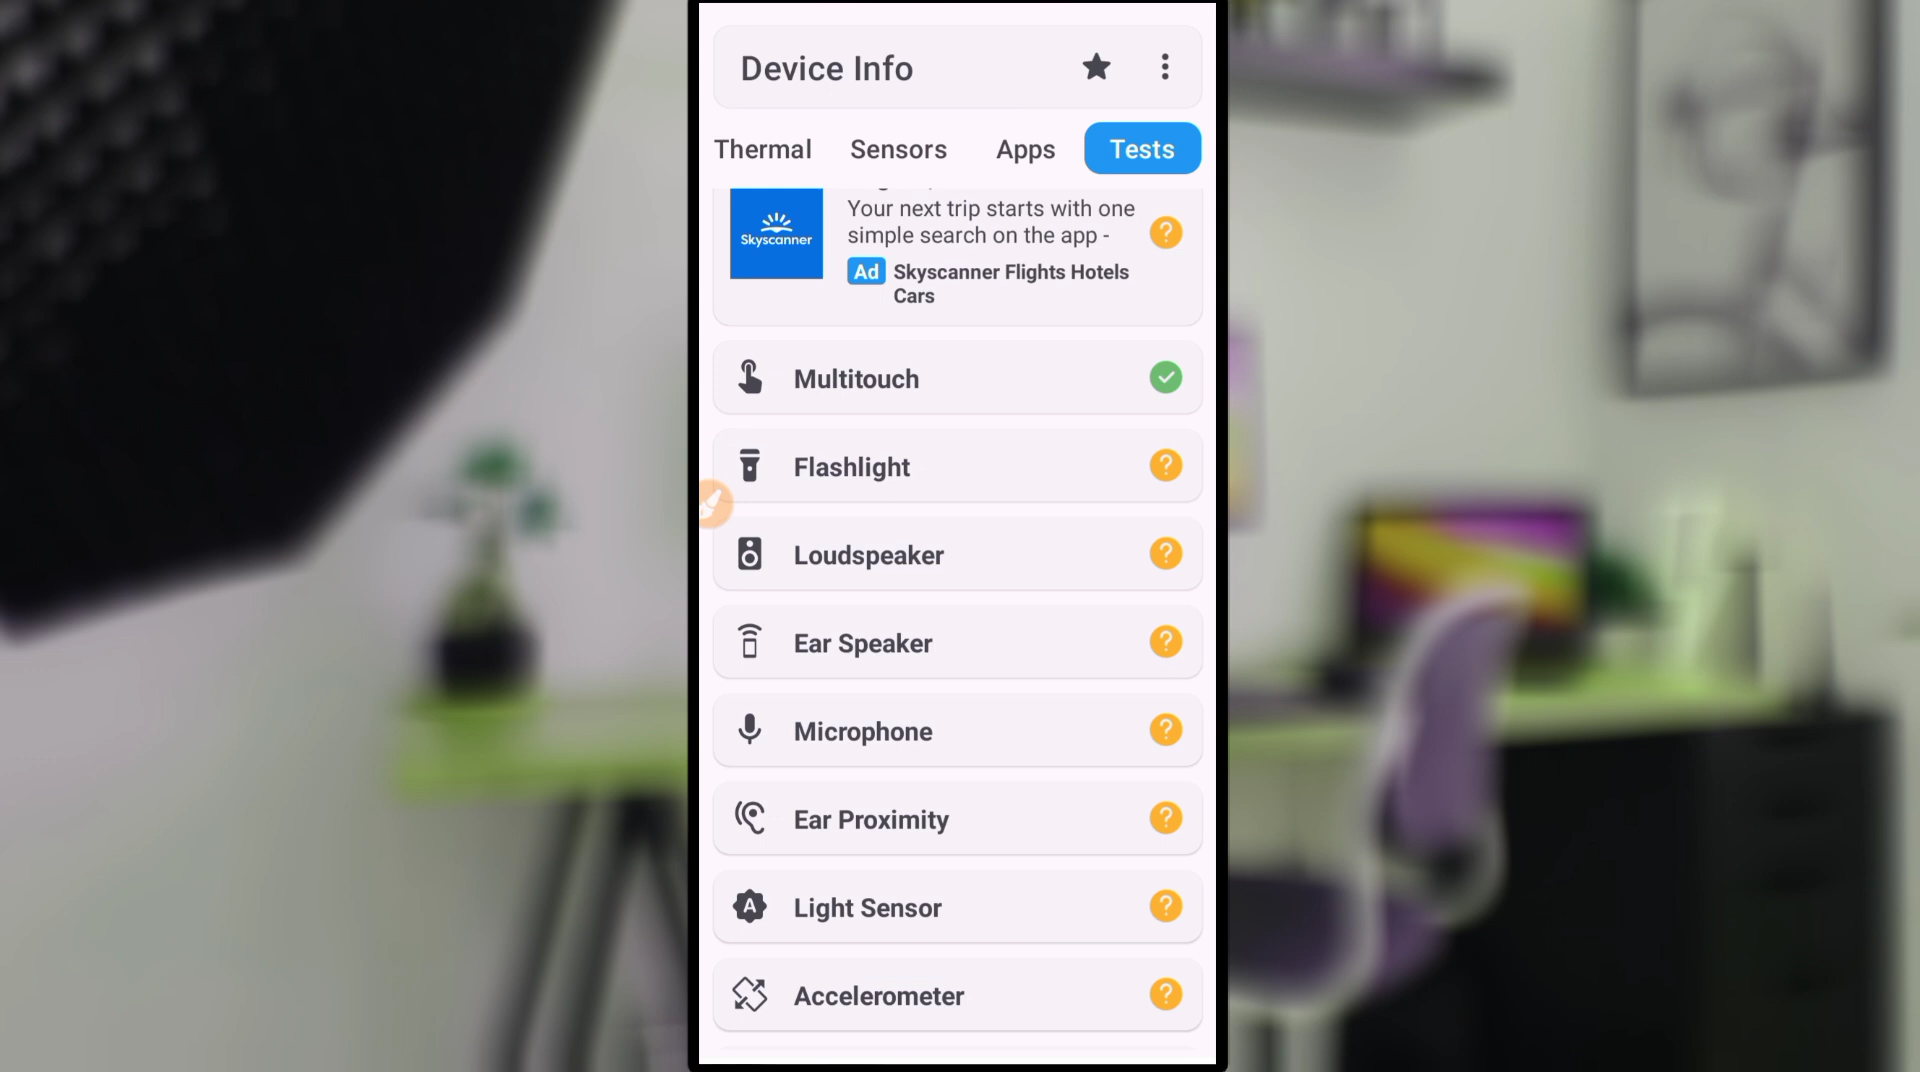 Device Info
Thermal Sensors Apps Tests
Your next trip starts with one
simple search on the app -
Skyscanner
Ad Skyscanner Flights Hotels
Cars
Multitouch
Flashlight
Loudspeaker
Ear Speaker
Microphone
Ear Proximity
A Light Sensor
Accelerometer